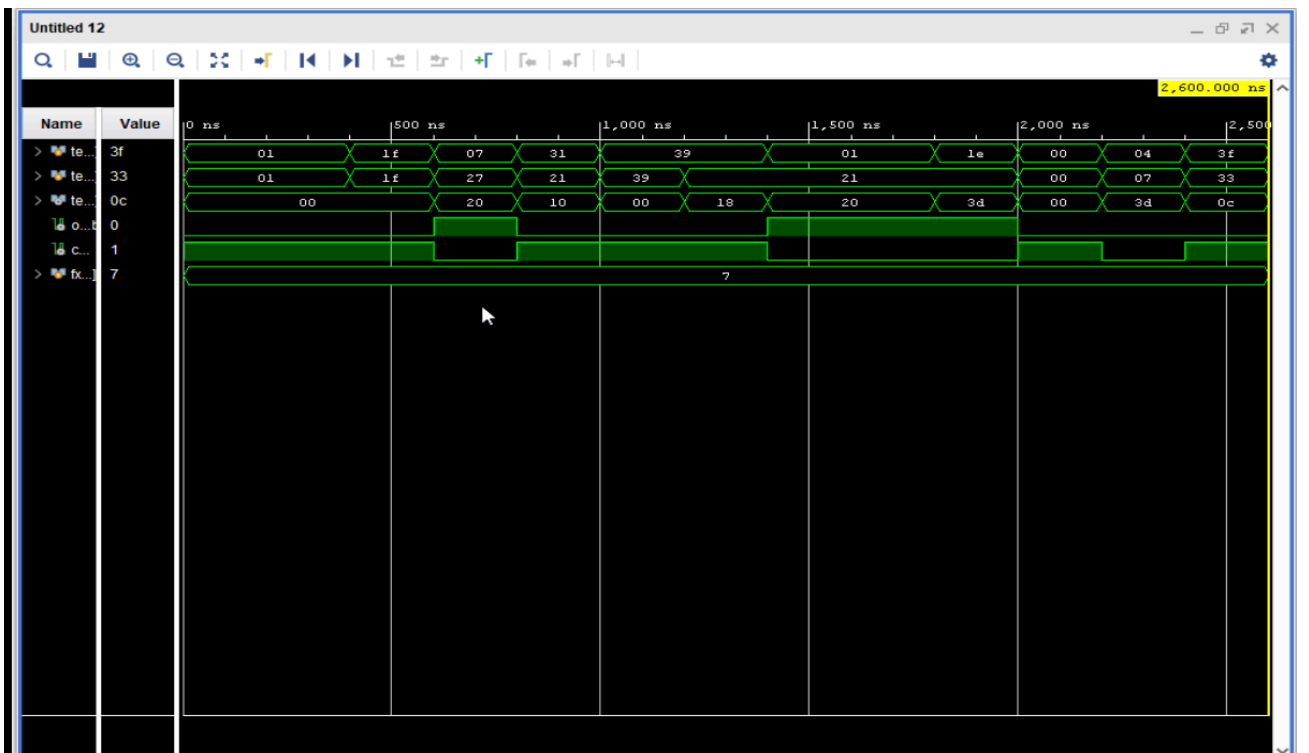 Untitled 12
2,600.000 ns
Name Value 0 ns 500 ns 1,000 ns 1,500 ns 2,000 ns 2,500
te...] 3f 01 1f 07 31 39 01 1e 00 04 3f
te...] 33 01 1f 27 21 39 21 00 07 33
te...] 0c 00 20 10 00 18 20 3d 00 3d 0c
o...t 0
c... 1
fx...] 7 7